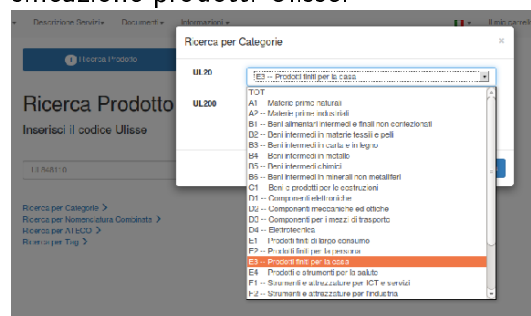 Descrizione Servizi Documenti Informazioni Il mio carrello
Ricerca Prodotto
Ricerca per Categorie ×
UL20 E3 -- Prodotti finiti per la casa
UL200
TOT
A1 -- Materie prime naturali
A2 -- Materie prime industriali
B1 -- Beni alimentari intermedi e finali non confezionati
B2 -- Beni intermedi in materie tessili e pelli
B3 -- Beni intermedi in carta e in legno
B4 -- Beni intermedi in metallo
B5 -- Beni intermedi chimici
B6 -- Beni intermedi in minerali non metalliferi
C1 -- Beni e prodotti per le costruzioni
D1 -- Componenti elettroniche
D2 -- Componenti meccaniche ed ottiche
D3 -- Componenti per i mezzi di trasporto
D4 -- Elettrotecnica
E1 -- Prodotti finiti di largo consumo
E2 -- Prodotti finiti per la persona
E3 -- Prodotti finiti per la casa
E4 -- Prodotti e strumenti per la salute
F1 -- Strumenti e attrezzature per ICT e servizi
F2 -- Strumenti e attrezzature per l'industria
Ricerca Prodotto
Inserisci il codice Ulisse
Ricerca per Categorie >
Ricerca per Nomenclatura Combinata >
Ricerca per ATECO >
Ricerca per Tag >